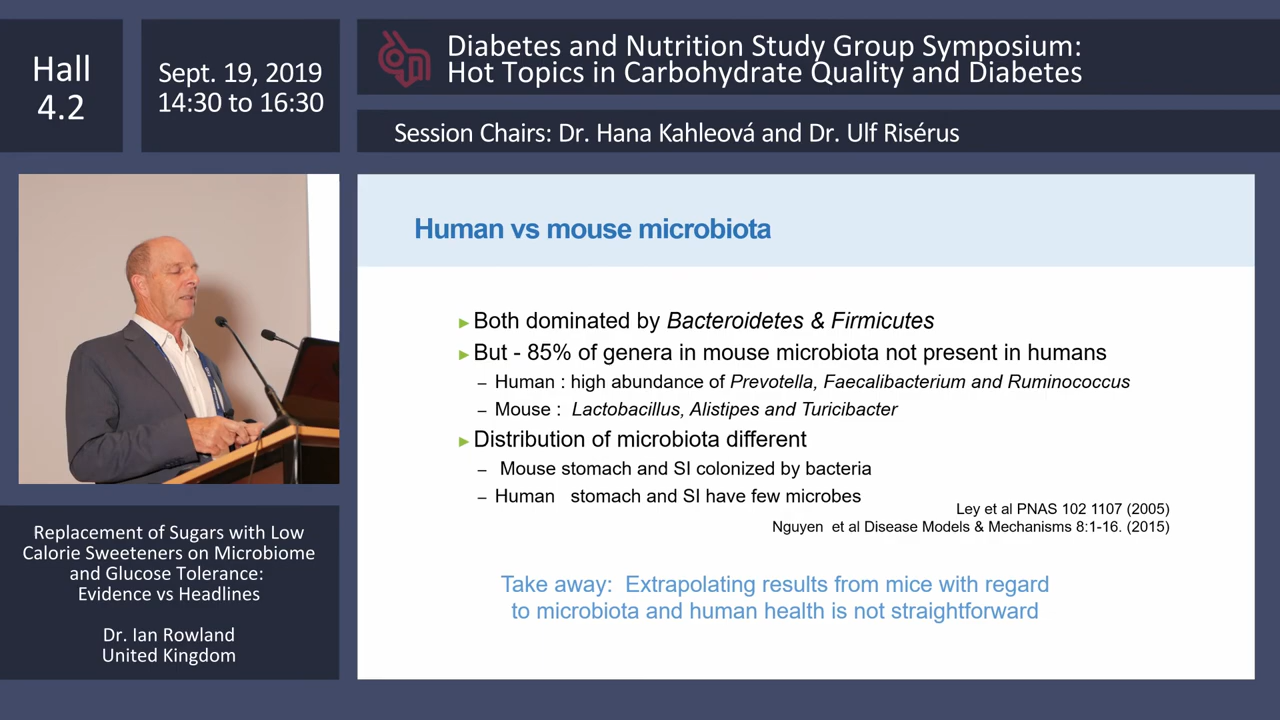 Hall
4.2
Sept. 19, 2019
14:30 to 16:30
Diabetes and Nutrition Study Group Symposium:
Hot Topics in Carbohydrate Quality and Diabetes
Session Chairs: Dr. Hana Kahleová and Dr. Ulf Risérus
Human vs mouse microbiota
Both dominated by Bacteroidetes & Firmicutes
But - 85% of genera in mouse microbiota not present in humans
– Human : high abundance of Prevotella, Faecalibacterium and Ruminococcus
– Mouse : Lactobacillus, Alistipes and Turicibacter
Distribution of microbiota different
– Mouse stomach and SI colonized by bacteria
– Human stomach and SI have few microbes
Ley et al PNAS 102 1107 (2005)
Nguyen et al Disease Models & Mechanisms 8:1-16. (2015)
Take away: Extrapolating results from mice with regard
to microbiota and human health is not straightforward
Replacement of Sugars with Low
Calorie Sweeteners on Microbiome
and Glucose Tolerance:
Evidence vs Headlines
Dr. Ian Rowland
United Kingdom